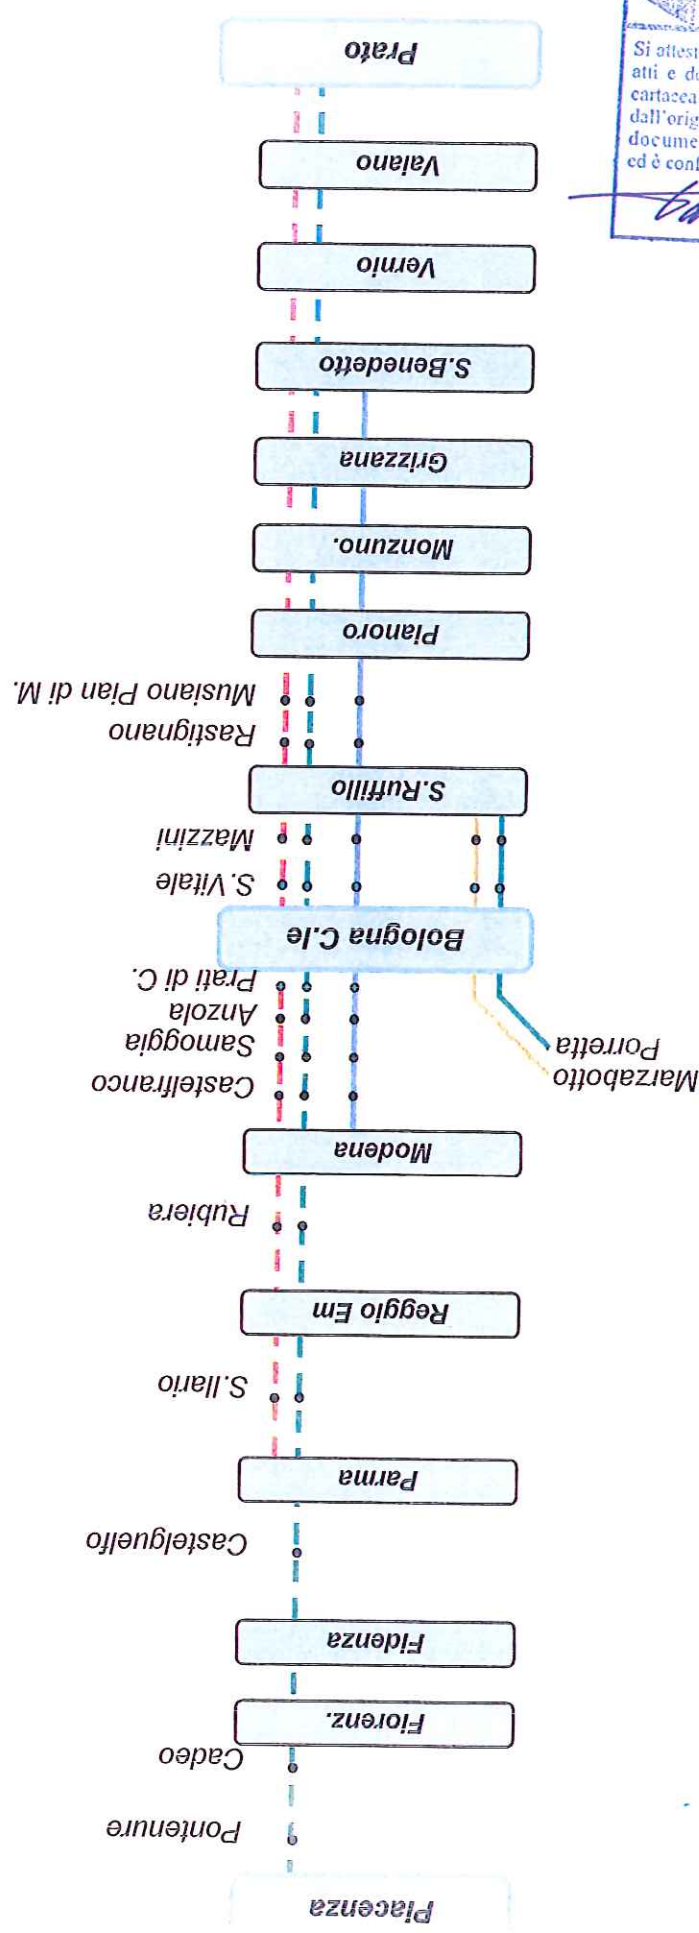 Piacenza
Pontenure
Cadeo
Fiorenz.
Fidenza
Castelguelfo
Parma
S.Ilario
Reggio Em
Rubiera
Modena
Marzabotto
Porretta
Castelfranco
Samoggia
Anzola
Prati di C.
Bologna C.le
S.Vitale
Mazzini
S.Ruffillo
Rastignano
Musiano Pian di M.
Pianoro
Monzuno.
Grizzana
S.Benedetto
Vernio
Vaiano
Prato
Si attest
atti e d
cartacea
dall'orig
docume
ed è conf